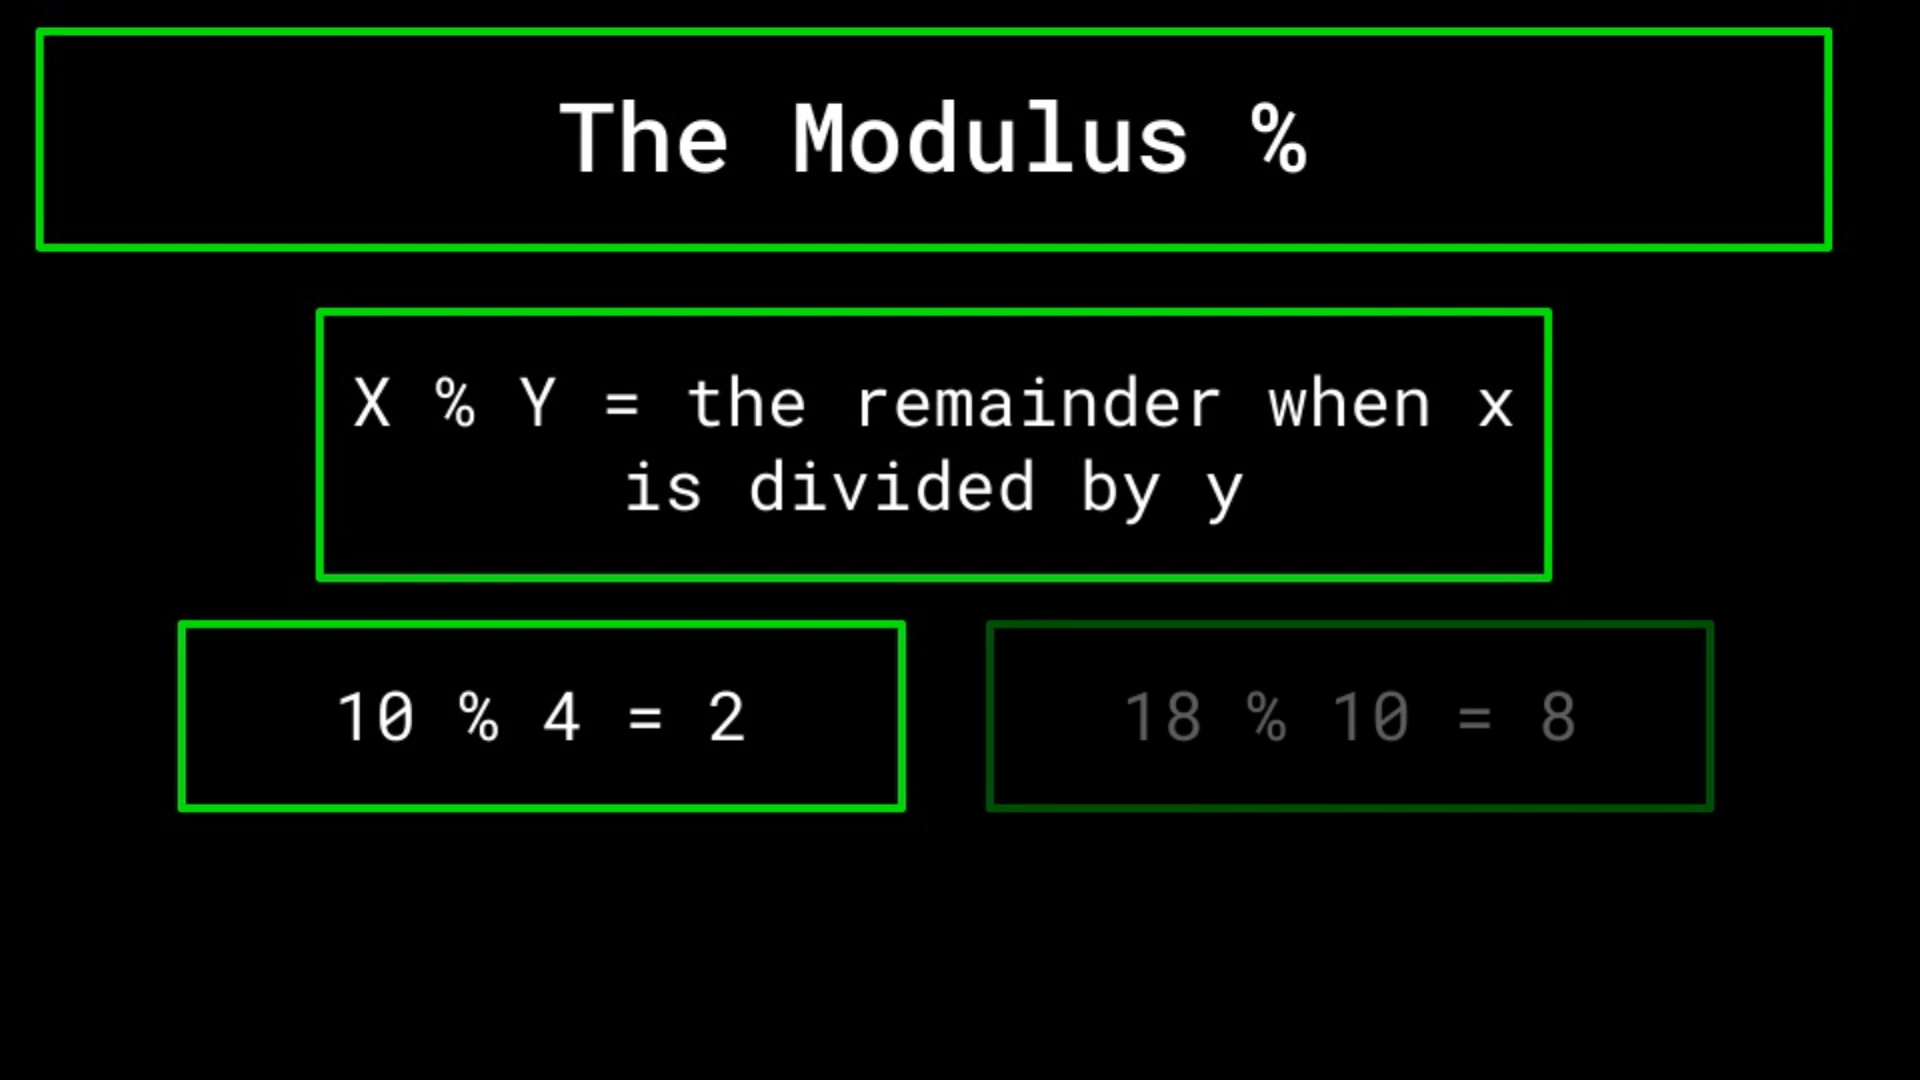 The Modulus %
X % Y = the remainder when x
is divided by y
10 % 4 = 2
18 % 10 = 8